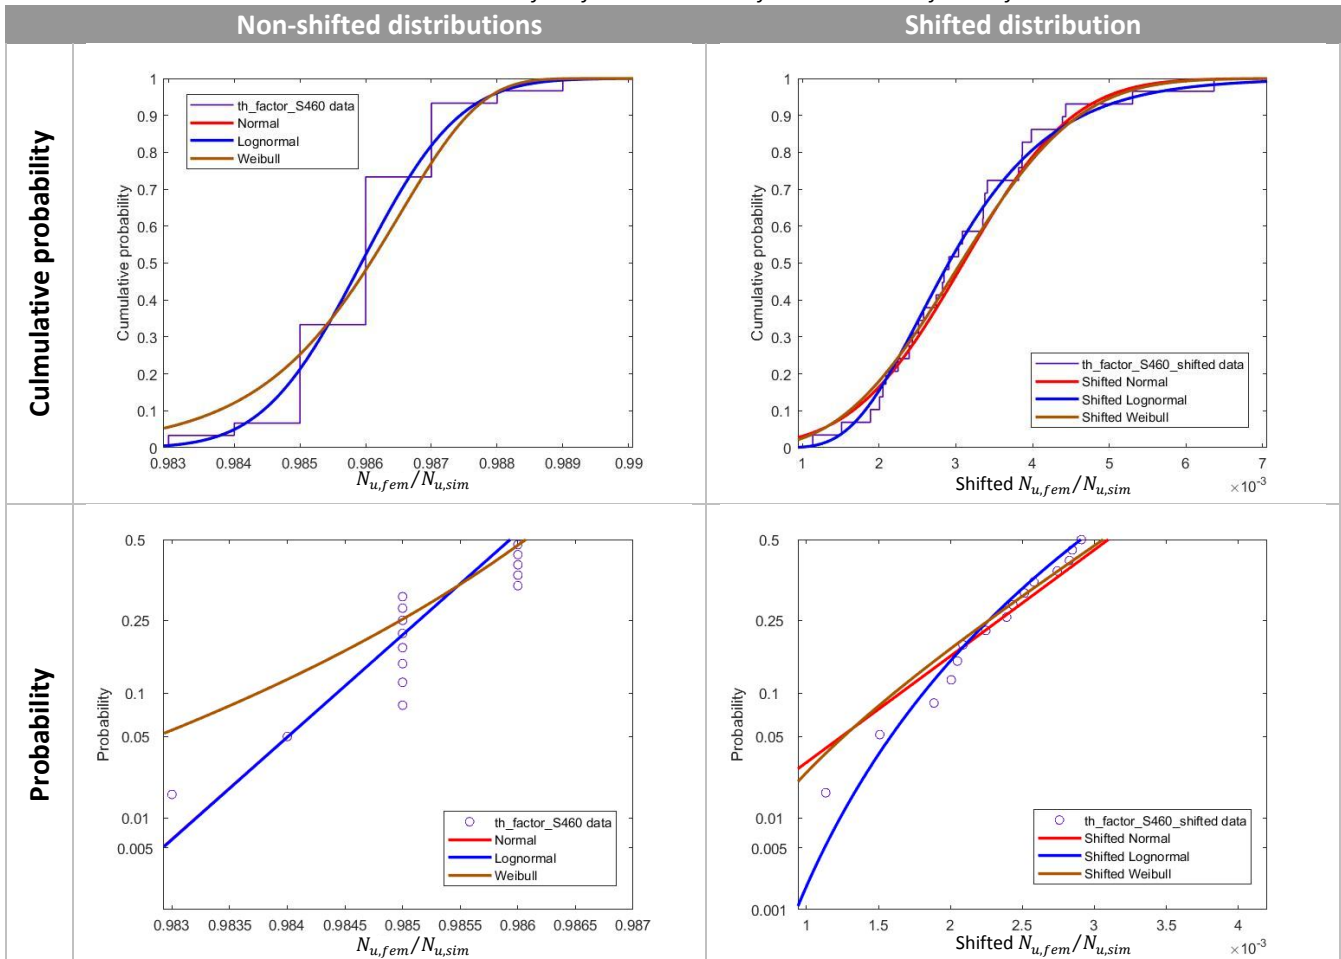 Non-shifted distributions
Shifted distribution
Culmulative probability
1
0.9
0.8
0.7
0.6
0.5
0.4
0.3
0.2
0.1
0
Cumulative probability
th_factor_S460 data
Normal
Lognormal
Weibull
0.983 0.984 0.985 0.986 0.987 0.988 0.989 0.99
N_{u,fem}/N_{u,sim}
1
0.9
0.8
0.7
0.6
0.5
0.4
0.3
0.2
0.1
0
Cumulative probability
th_factor_S460_shifted data
Shifted Normal
Shifted Lognormal
Shifted Weibull
1 2 3 4 5 6 7
Shifted N_{u,fem}/N_{u,sim}
×10⁻³
Probability
0.5
0.25
0.1
0.05
0.01
0.005
Probability
th_factor_S460 data
Normal
Lognormal
Weibull
0.983 0.9835 0.984 0.9845 0.985 0.9855 0.986 0.9865 0.987
N_{u,fem}/N_{u,sim}
0.5
0.25
0.1
0.05
0.01
0.005
0.001
Probability
th_factor_S460_shifted data
Shifted Normal
Shifted Lognormal
Shifted Weibull
1 1.5 2 2.5 3 3.5 4
Shifted N_{u,fem}/N_{u,sim}
×10⁻³